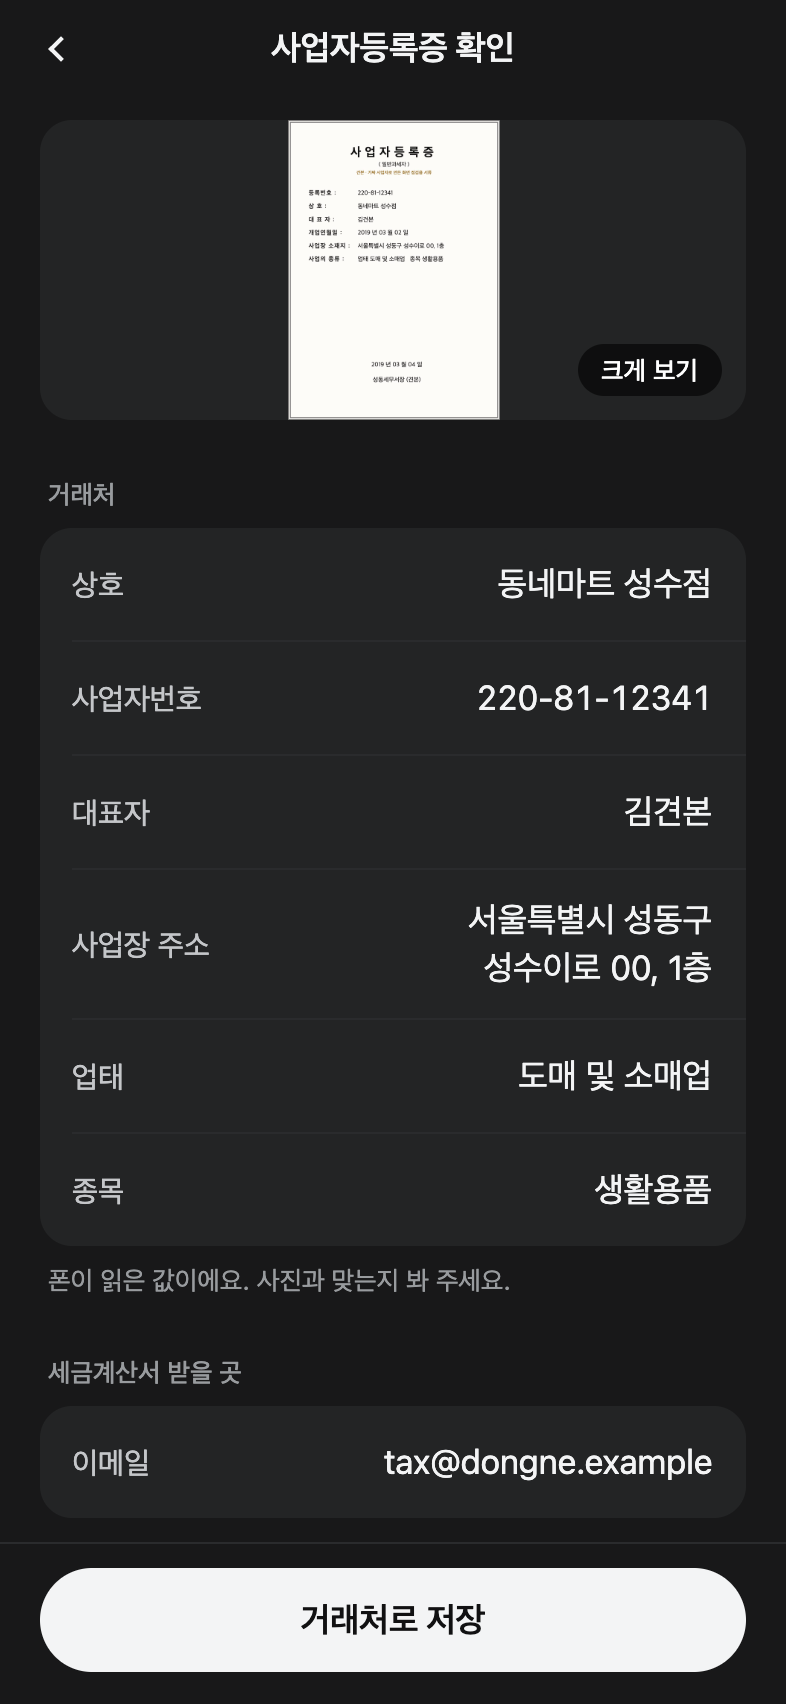 사업자등록증 확인
사업자등록증
( 일반과세자 )
등록번호 : 220-81-12341
상 호 : 동네마트 성수점
대 표 자 : 김견본
개업연월일 : 2019 년 03 월 02 일
사업장 소재지 : 서울특별시 성동구 성수이로 00, 1층
사업의 종류 : 업태 도매 및 소매업 종목 생활용품
2019 년 03 월 04 일
성동세무서장 (견본)
크게 보기
거래처
상호 동네마트 성수점
사업자번호 220-81-12341
대표자 김견본
사업장 주소 서울특별시 성동구
성수이로 00, 1층
업태 도매 및 소매업
종목 생활용품
폰이 읽은 값이에요. 사진과 맞는지 봐 주세요.
세금계산서 받을 곳
이메일 tax@dongne.example
거래처로 저장